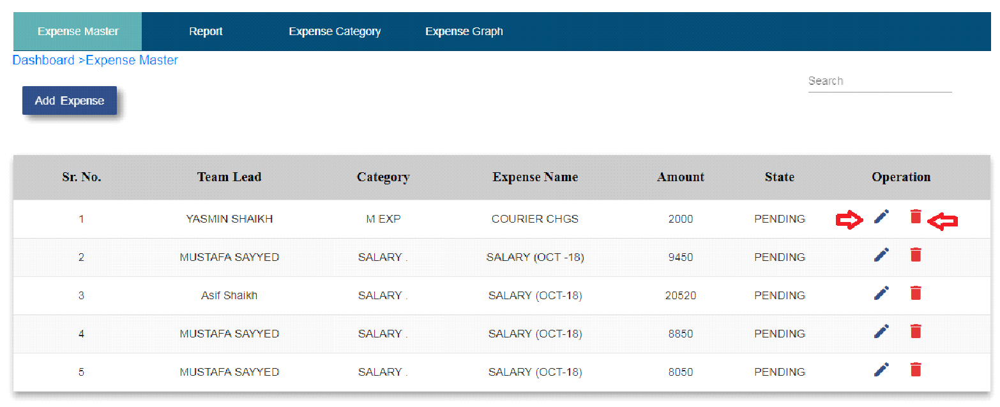 Expense Master Report Expense Category Expense Graph
Dashboard >Expense Master
Search
Add Expense
Sr. No. Team Lead Category Expense Name Amount State Operation
1 YASMIN SHAIKH M EXP COURIER CHGS 2000 PENDING
2 MUSTAFA SAYYED SALARY . SALARY (OCT -18) 9450 PENDING
3 Asif Shaikh SALARY . SALARY (OCT-18) 20520 PENDING
4 MUSTAFA SAYYED SALARY . SALARY (OCT-18) 8850 PENDING
5 MUSTAFA SAYYED SALARY . SALARY (OCT-18) 8050 PENDING